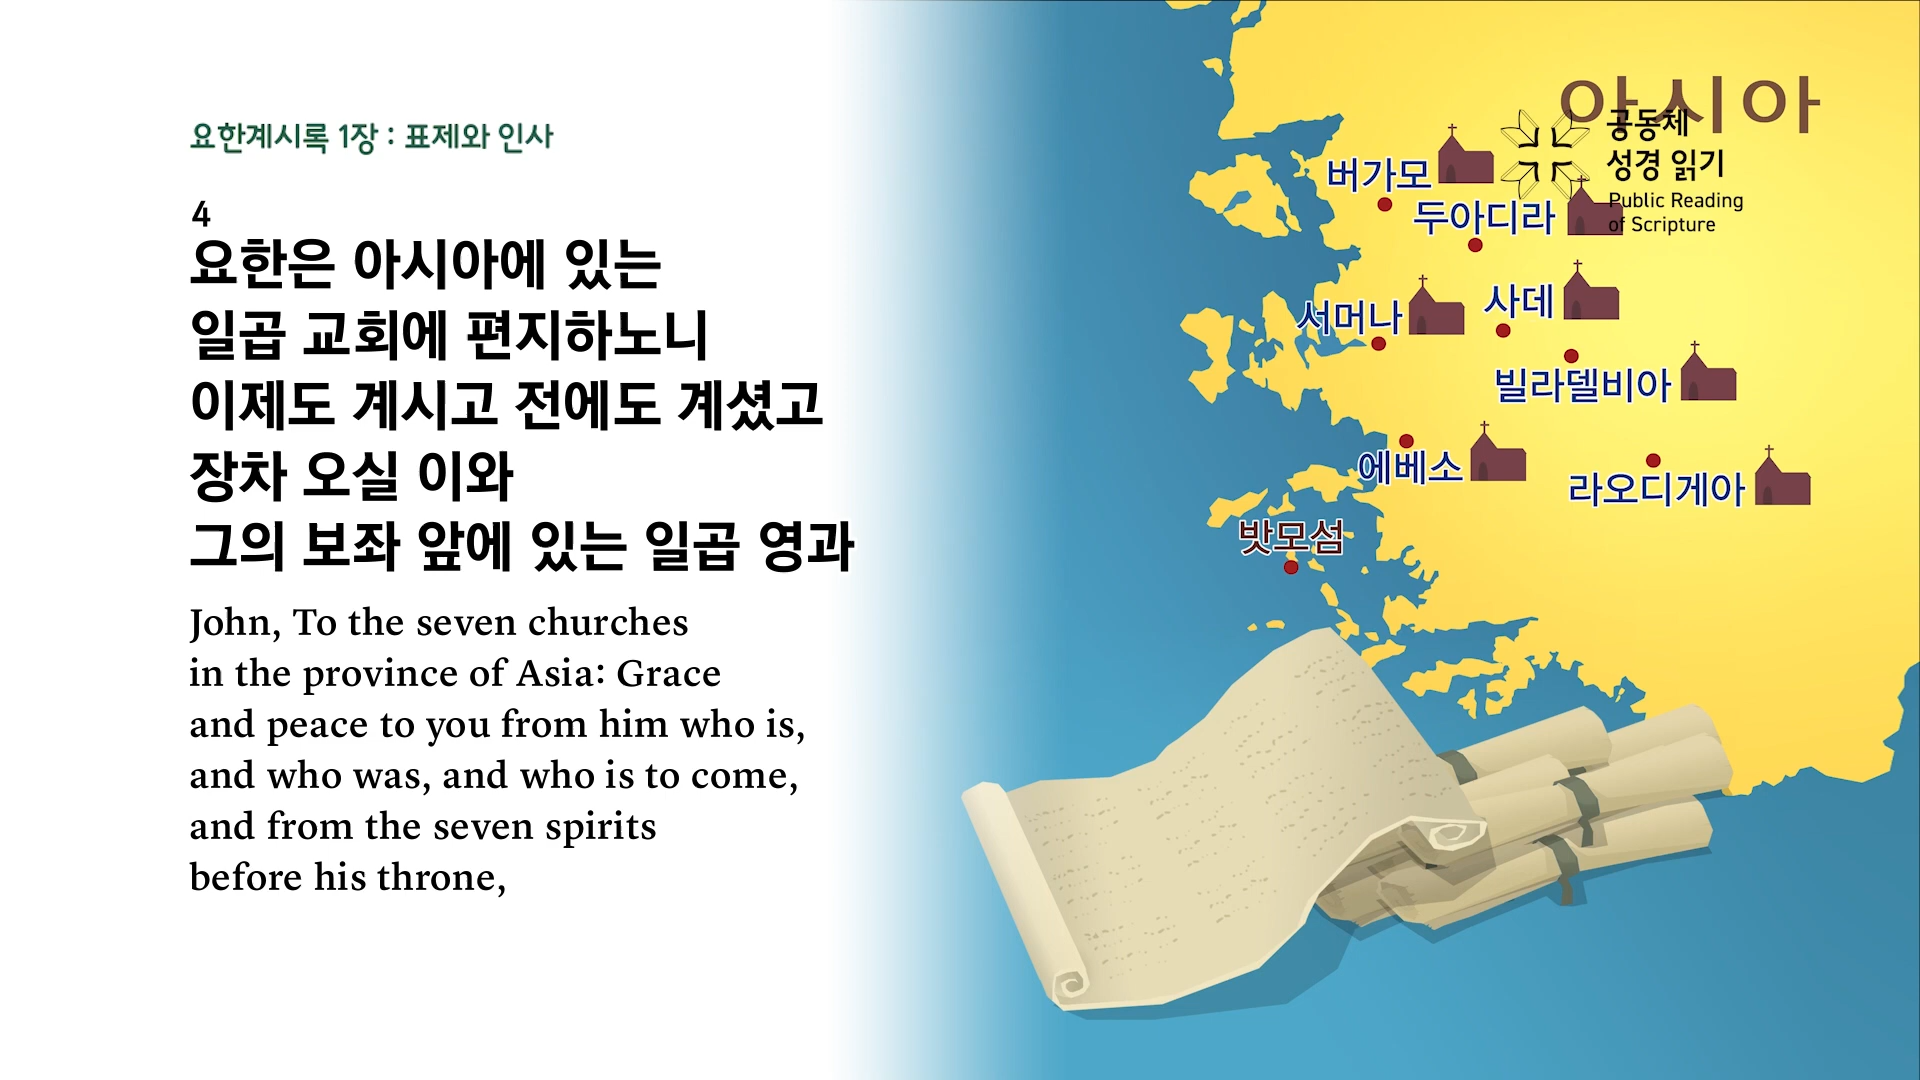 요한계시록 1장 : 표제와 인사
4
요한은 아시아에 있는
일곱 교회에 편지하노니
이제도 계시고 전에도 계셨고
장차 오실 이와
그의 보좌 앞에 있는 일곱 영과
John, To the seven churches
in the province of Asia: Grace
and peace to you from him who is,
and who was, and who is to come,
and from the seven spirits
before his throne,
아시아
공동체
성경 읽기
Public Reading
of Scripture
버가모
두아디라
서머나
사데
빌라델비아
에베소
라오디게아
밧모섬